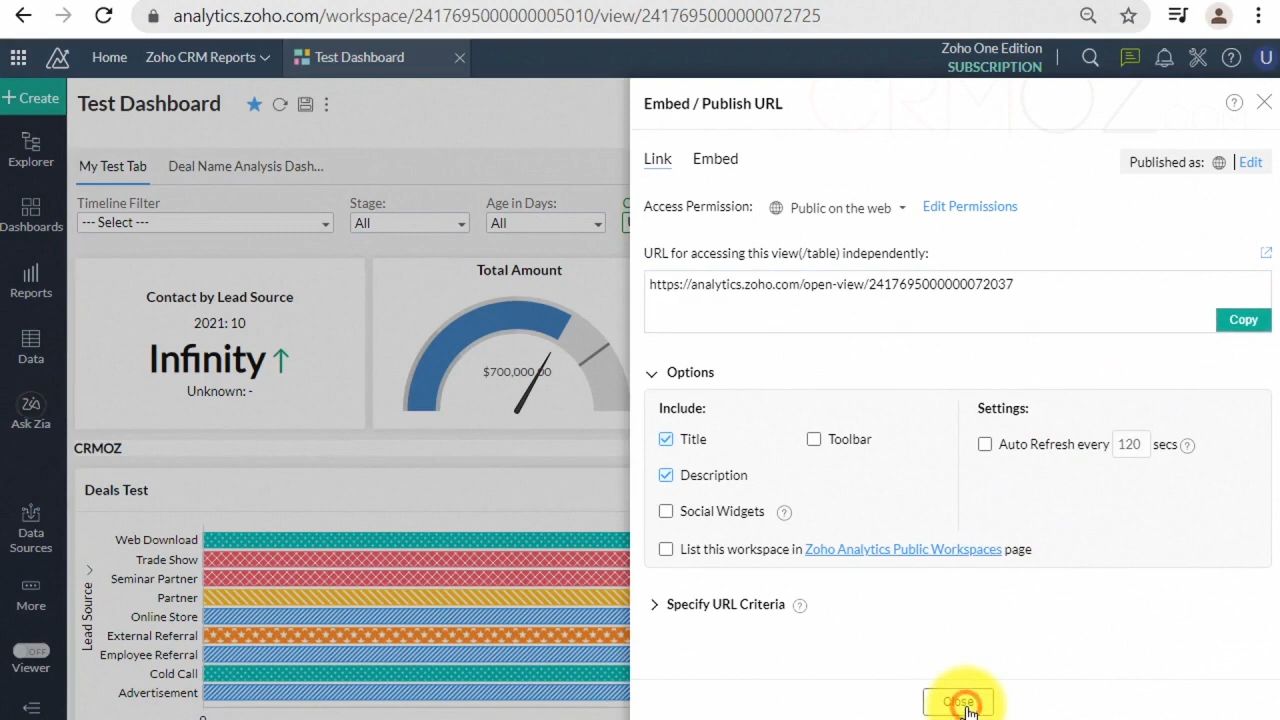 analytics.zoho.com/workspace/2417695000000005010/view/2417695000000072725
Home
Zoho CRM Reports
Test Dashboard
Zoho One Edition
SUBSCRIPTION
U
+ Create
Explorer
Dashboards
Reports
Data
Ask Zia
Data
Sources
More
OFF
Viewer
Test Dashboard
My Test Tab
Deal Name Analysis Dash...
Timeline Filter
Stage:
Age in Days:
--- Select ---
All
All
Contact by Lead Source
2021: 10
Infinity ↑
Unknown: -
Total Amount
$700,000.00
CRMOZ
Deals Test
Lead Source
Web Download
Trade Show
Seminar Partner
Partner
Online Store
External Referral
Employee Referral
Cold Call
Advertisement
Embed / Publish URL
Link
Embed
Published as:
Edit
Access Permission:
Public on the web
Edit Permissions
URL for accessing this view(/table) independently:
https://analytics.zoho.com/open-view/2417695000000072037
Copy
Options
Include:
Title
Toolbar
Description
Social Widgets
List this workspace in Zoho Analytics Public Workspaces page
Settings:
Auto Refresh every 120 secs
Specify URL Criteria
Close